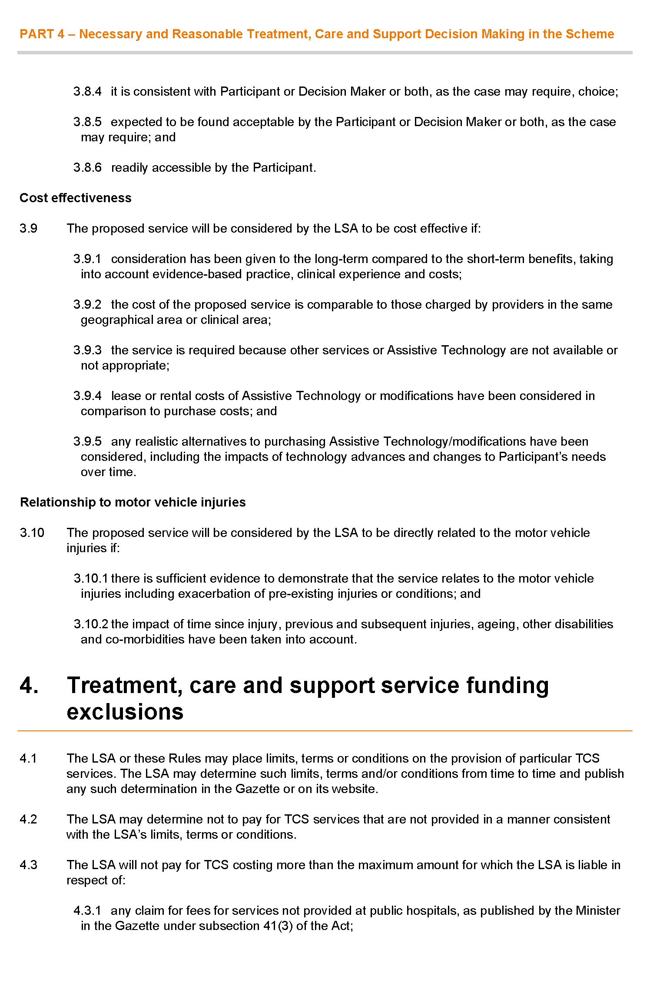 PART 4 – Necessary and Reasonable Treatment, Care and Support Decision Making in the Scheme
3.8.4 it is consistent with Participant or Decision Maker or both, as the case may require, choice;
3.8.5 expected to be found acceptable by the Participant or Decision Maker or both, as the case
may require; and
3.8.6 readily accessible by the Participant.
Cost effectiveness
3.9 The proposed service will be considered by the LSA to be cost effective if:
3.9.1 consideration has been given to the long-term compared to the short-term benefits, taking
into account evidence-based practice, clinical experience and costs;
3.9.2 the cost of the proposed service is comparable to those charged by providers in the same
geographical area or clinical area;
3.9.3 the service is required because other services or Assistive Technology are not available or
not appropriate;
3.9.4 lease or rental costs of Assistive Technology or modifications have been considered in
comparison to purchase costs; and
3.9.5 any realistic alternatives to purchasing Assistive Technology/modifications have been
considered, including the impacts of technology advances and changes to Participant’s needs
over time.
Relationship to motor vehicle injuries
3.10 The proposed service will be considered by the LSA to be directly related to the motor vehicle
injuries if:
3.10.1 there is sufficient evidence to demonstrate that the service relates to the motor vehicle
injuries including exacerbation of pre-existing injuries or conditions; and
3.10.2 the impact of time since injury, previous and subsequent injuries, ageing, other disabilities
and co-morbidities have been taken into account.
4. Treatment, care and support service funding
exclusions
4.1 The LSA or these Rules may place limits, terms or conditions on the provision of particular TCS
services. The LSA may determine such limits, terms and/or conditions from time to time and publish
any such determination in the Gazette or on its website.
4.2 The LSA may determine not to pay for TCS services that are not provided in a manner consistent
with the LSA’s limits, terms or conditions.
4.3 The LSA will not pay for TCS costing more than the maximum amount for which the LSA is liable in
respect of:
4.3.1 any claim for fees for services not provided at public hospitals, as published by the Minister
in the Gazette under subsection 41(3) of the Act;